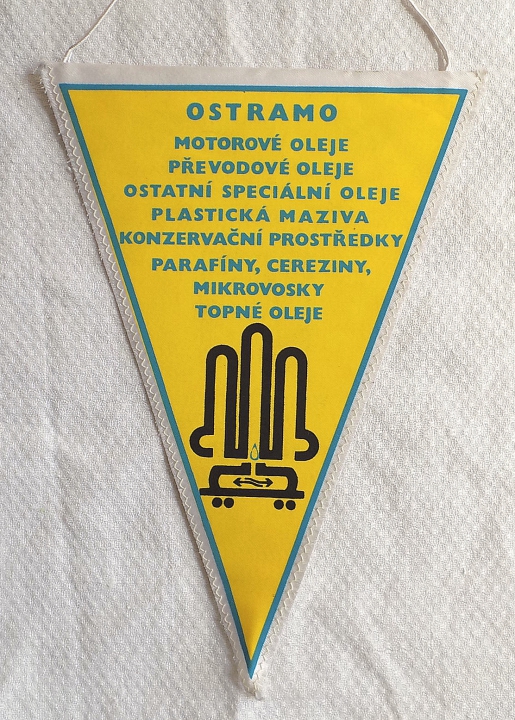 OSTRAMO
MOTOROVÉ OLEJE
PŘEVODOVÉ OLEJE
OSTATNÍ SPECIÁLNÍ OLEJE
PLASTICKÁ MAZIVA
KONZERVAČNÍ PROSTŘEDKY
PARAFÍNY, CEREZINY,
MIKROVOSKY
TOPNÉ OLEJE